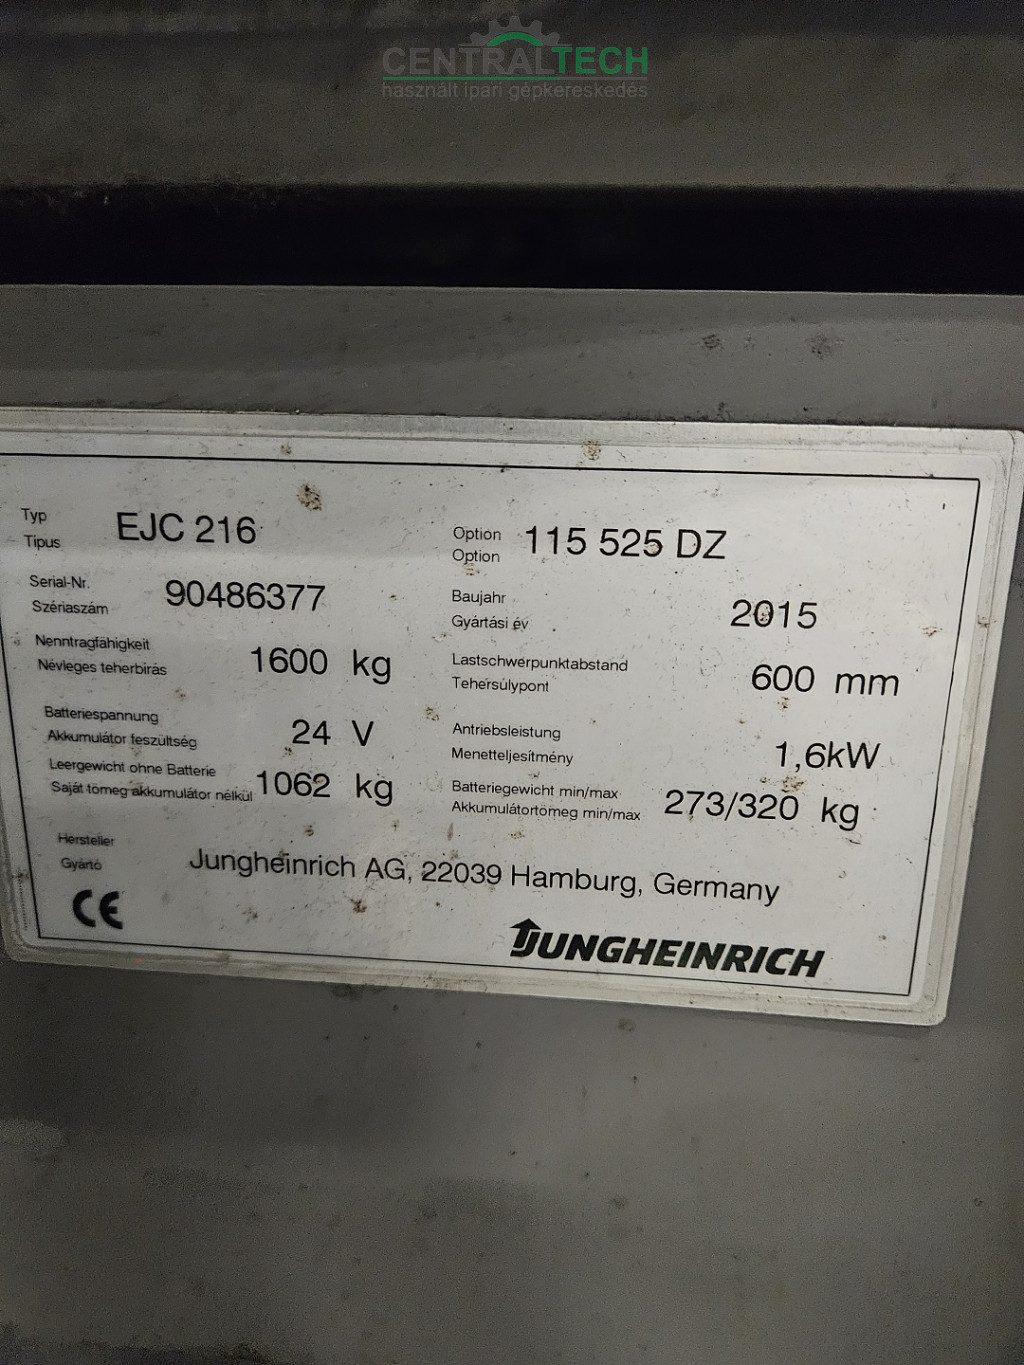 CENTRALTECH
használt ipari gépkereskedés
Typ
Típus
EJC 216
Option
Option
115 525 DZ
Serial-Nr.
Szériaszám
90486377
Baujahr
Gyártási év
2015
Nenntragfähigkeit
Névleges teherbírás
1600 kg
Lastschwerpunktabstand
Tehersúlypont
600 mm
Batteriespannung
Akkumulátor feszültség
24 V
Antriebsleistung
Menetteljesítmény
1,6kW
Leergewicht ohne Batterie
Saját tömeg akkumulátor nélkül
1062 kg
Batteriegewicht min/max
Akkumulátortömeg min/max
273/320 kg
Hersteller
Gyártó
Jungheinrich AG, 22039 Hamburg, Germany
CE
JUNGHEINRICH